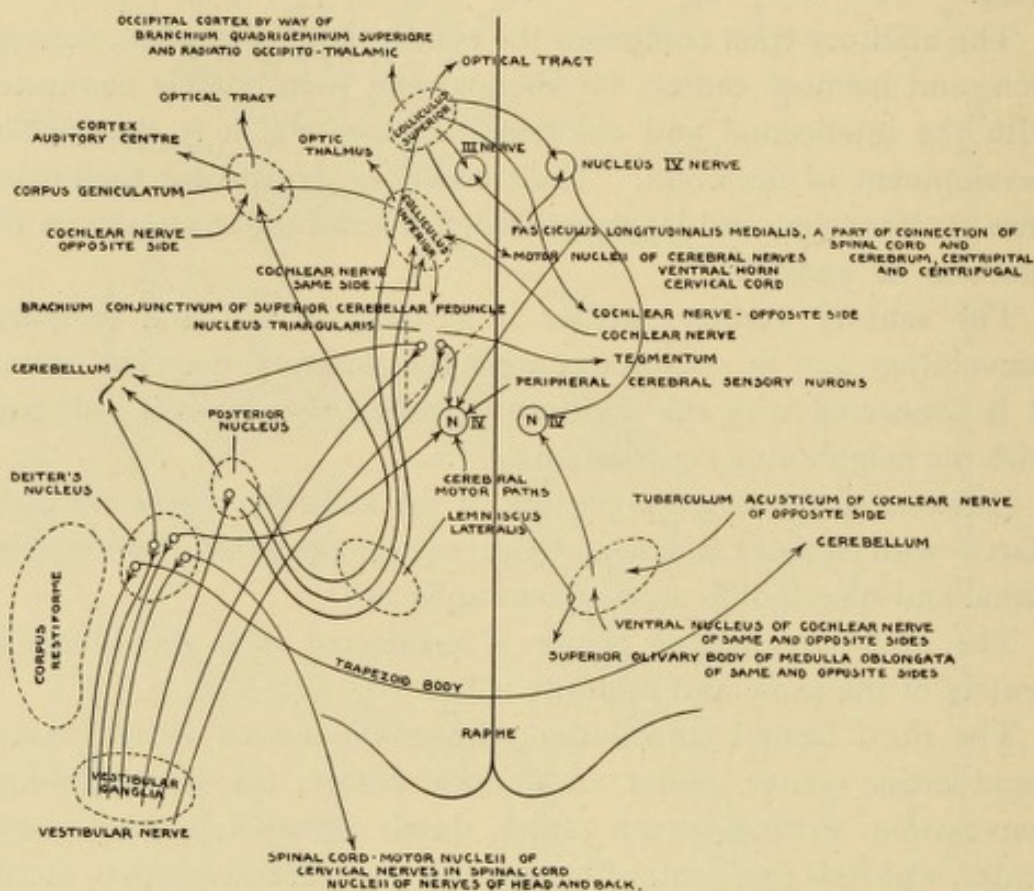 OCCIPITAL CORTEX BY WAY OF
BRANCHIUM QUADRIGEMINUM SUPERIORE
AND RADIATIO OCCIPITO-THALAMIC
OPTICAL TRACT
OPTICAL TRACT
CORTEX
AUDITORY CENTRE
OPTIC
THALMUS
COLLICULUS
SUPERIOR
III NERVE
NUCLEUS IV NERVE
CORPUS GENICULATUM
COLLICULUS
INFERIOR
COCHLEAR NERVE
OPPOSITE SIDE
FASCICULUS LONGITUDINALIS MEDIALIS, A PART OF CONNECTION OF
SPINAL CORD AND
CEREBRUM, CENTRIPITAL
AND CENTRIFUGAL
MOTOR NUCLEI OF CEREBRAL NERVES
VENTRAL HORN
CERVICAL CORD
COCHLEAR NERVE
SAME SIDE
BRACHIUM CONJUNCTIVUM OF SUPERIOR CEREBELLAR PEDUNCLE
NUCLEUS TRIANGULARIS
COCHLEAR NERVE-OPPOSITE SIDE
COCHLEAR NERVE
TEGMENTUM
CEREBELLUM
PERIPHERAL CEREBRAL SENSORY NURONS
POSTERIOR
NUCLEUS
N IV
N IV
DEITER'S
NUCLEUS
CEREBRAL
MOTOR PATHS
LEMNISCUS
LATERALIS
TUBERCULUM ACUSTICUM OF COCHLEAR NERVE
OF OPPOSITE SIDE
CEREBELLUM
CORPUS
RESTIFORME
VENTRAL NUCLEUS OF COCHLEAR NERVE
OF SAME AND OPPOSITE SIDES
SUPERIOR OLIVARY BODY OF MEDULLA OBLONGATA
OF SAME AND OPPOSITE SIDES
TRAPEZOID BODY
RAPHE
VESTIBULAR
GANGLIA
VESTIBULAR NERVE
SPINAL CORD-MOTOR NUCLEII OF
CERVICAL NERVES IN SPINAL CORD
NUCLEII OF NERVES OF HEAD AND BACK.